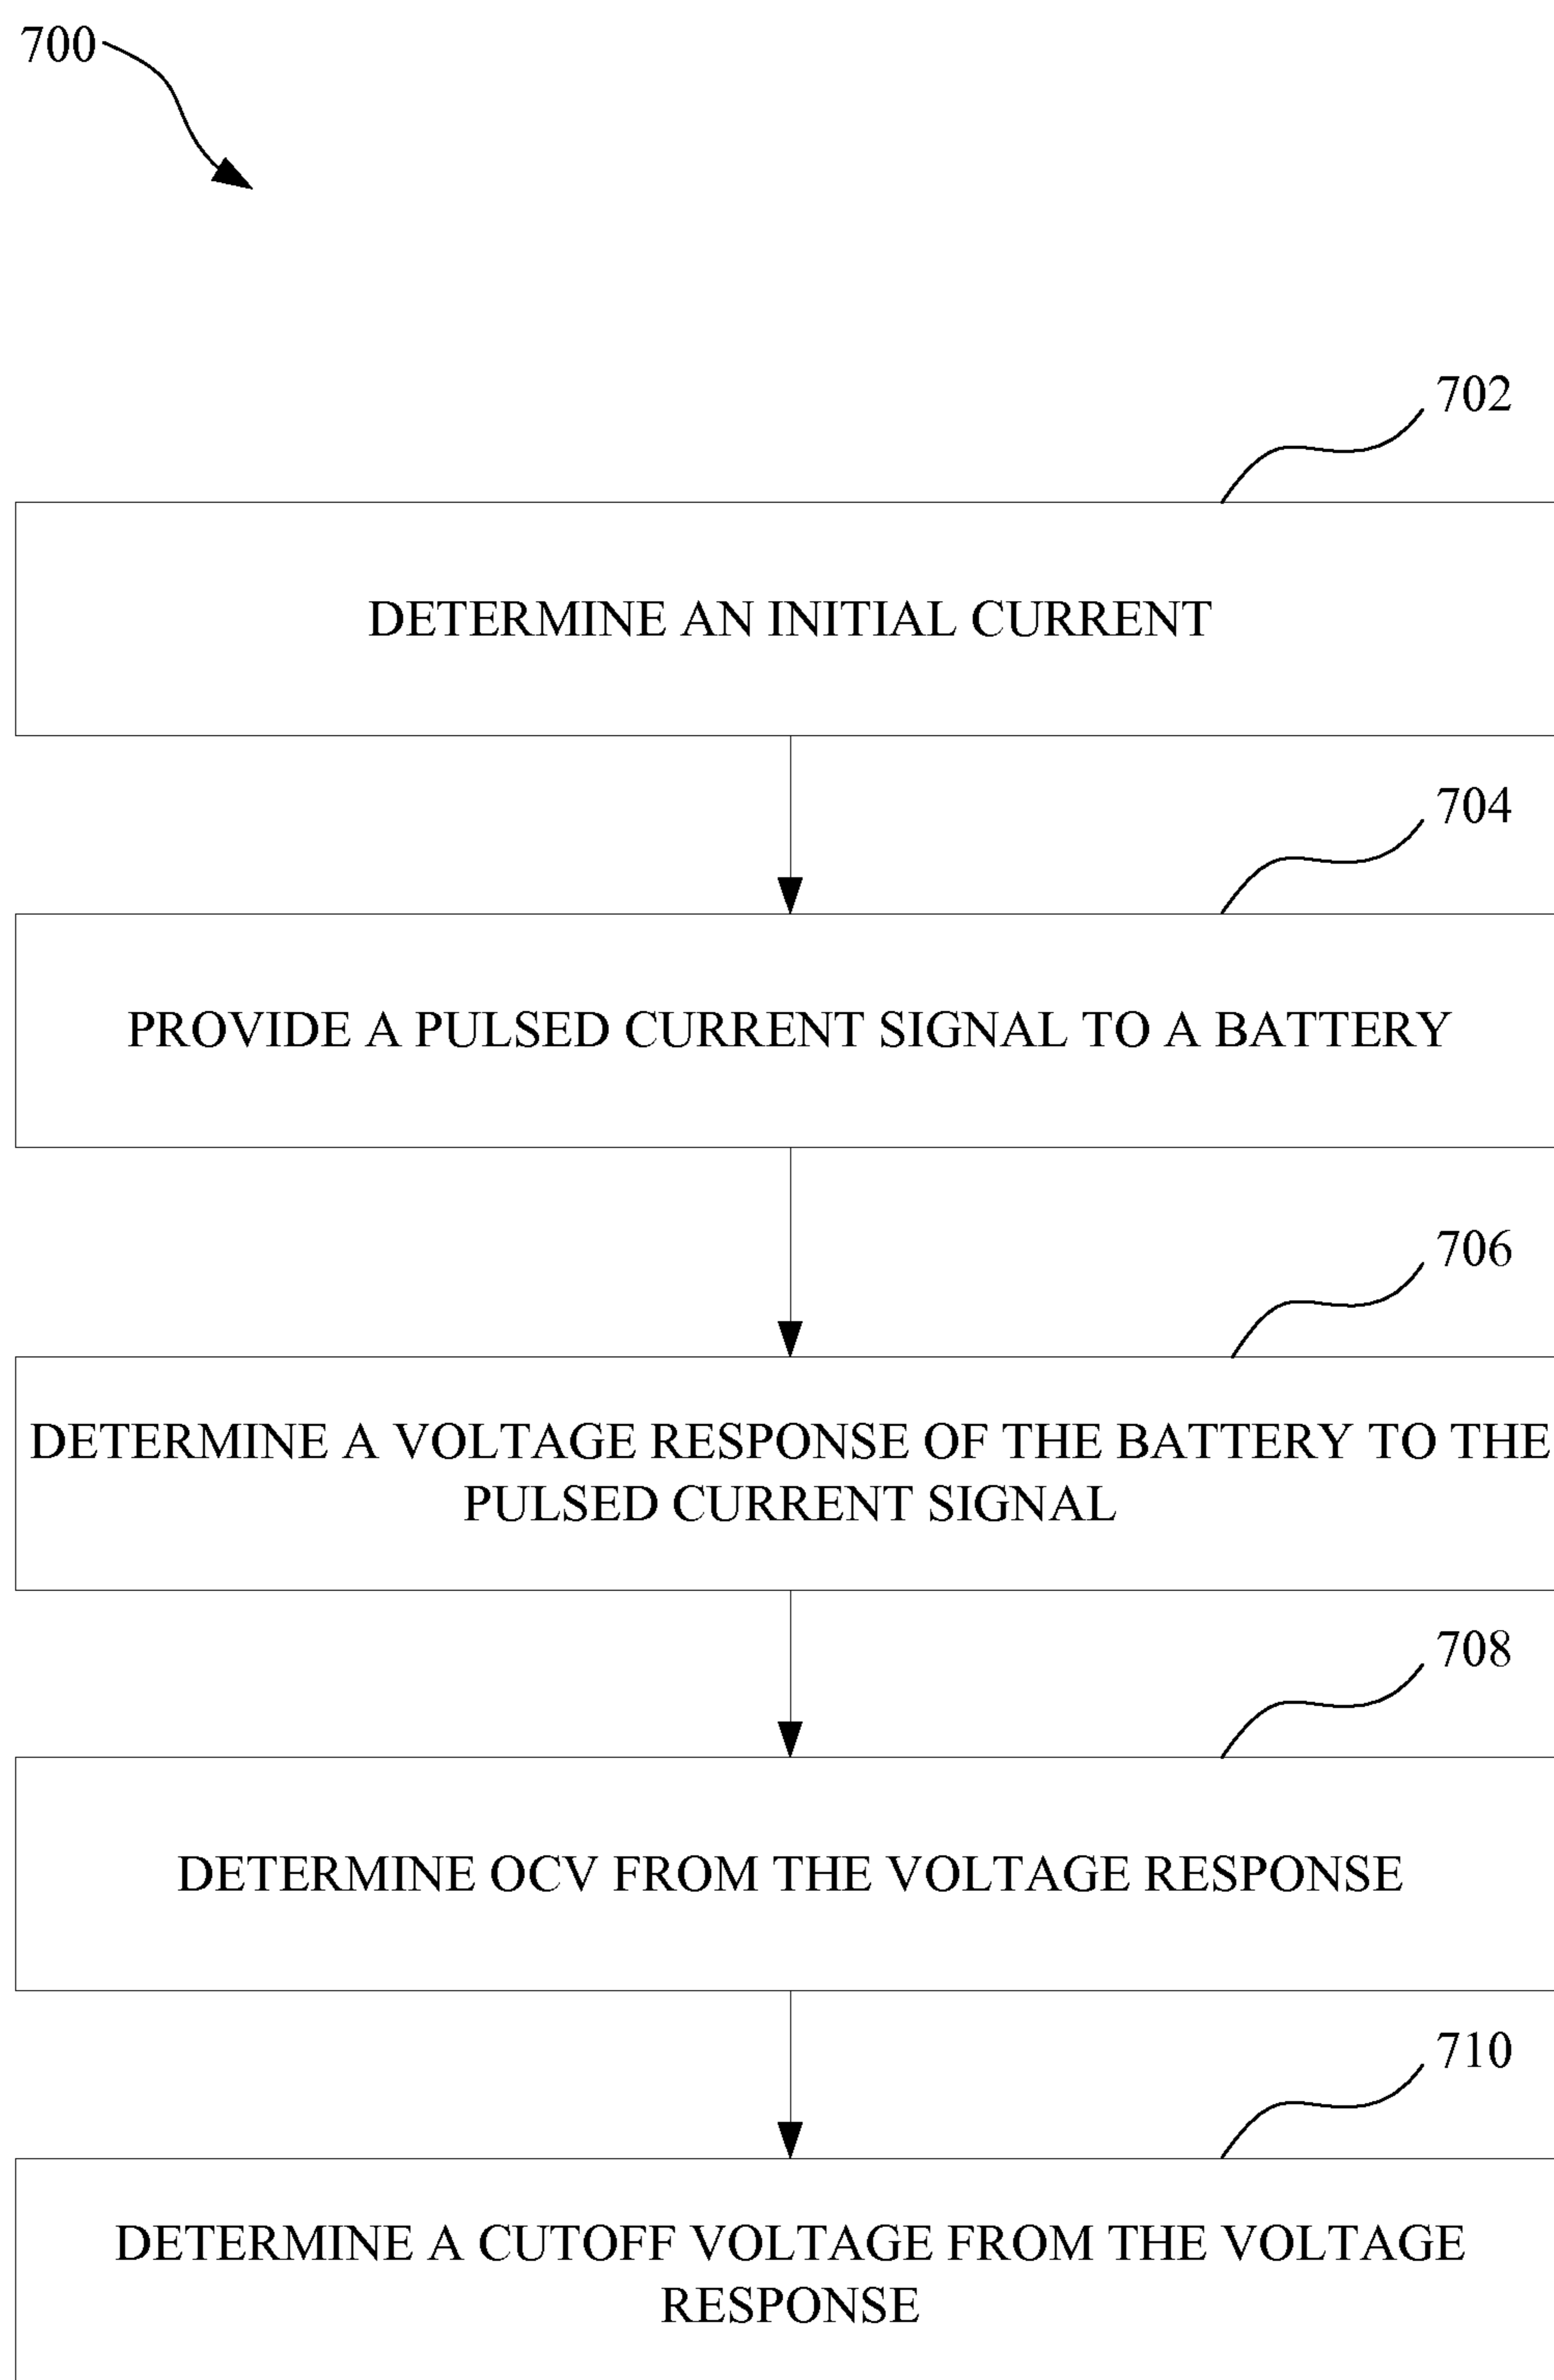 700
702
DETERMINE AN INITIAL CURRENT
704
PROVIDE A PULSED CURRENT SIGNAL TO A BATTERY
706
DETERMINE A VOLTAGE RESPONSE OF THE BATTERY TO THE
PULSED CURRENT SIGNAL
708
DETERMINE OCV FROM THE VOLTAGE RESPONSE
710
DETERMINE A CUTOFF VOLTAGE FROM THE VOLTAGE
RESPONSE